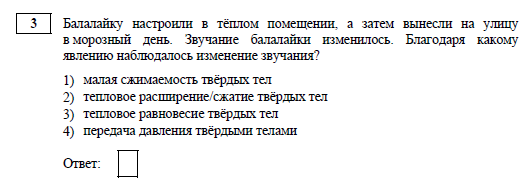 3 Балалайку настроили в тёплом помещении, а затем вынесли на улицу
в морозный день. Звучание балалайки изменилось. Благодаря какому
явлению наблюдалось изменение звучания?
1) малая сжимаемость твёрдых тел
2) тепловое расширение/сжатие твёрдых тел
3) тепловое равновесие твёрдых тел
4) передача давления твёрдыми телами
Ответ: